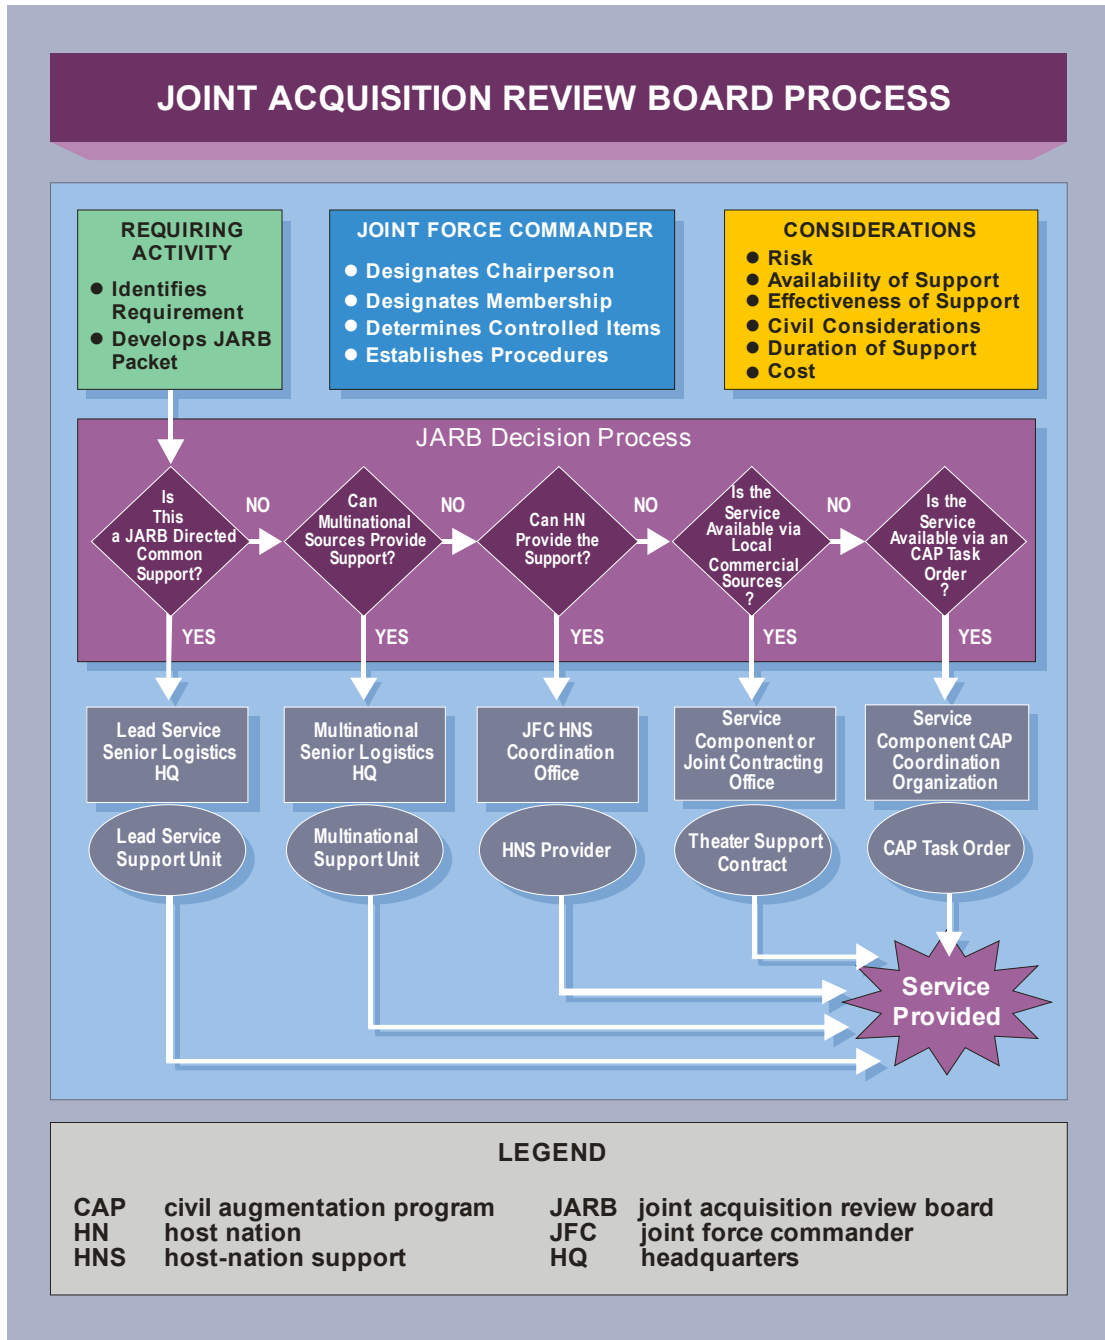 JOINT ACQUISITION REVIEW BOARD PROCESS
REQUIRING
ACTIVITY
● Identifies
Requirement
● Develops JARB
Packet
JOINT FORCE COMMANDER
● Designates Chairperson
● Designates Membership
● Determines Controlled Items
● Establishes Procedures
CONSIDERATIONS
● Risk
● Availability of Support
● Effectiveness of Support
● Civil Considerations
● Duration of Support
● Cost
JARB Decision Process
Is
This
a JARB Directed
Common
Support?
NO
Can
Multinational
Sources Provide
Support?
NO
Can HN
Provide the
Support?
NO
Is the
Service
Available via
Local
Commercial
Sources
?
NO
Is the
Service
Available via an
CAP Task
Order
?
YES
YES
YES
YES
YES
Lead Service
Senior Logistics
HQ
Multinational
Senior Logistics
HQ
JFC HNS
Coordination
Office
Service
Component or
Joint Contracting
Office
Service
Component CAP
Coordination
Organization
Lead Service
Support Unit
Multinational
Support Unit
HNS Provider
Theater Support
Contract
CAP Task Order
Service
Provided
LEGEND
CAP civil augmentation program
HN host nation
HNS host-nation support
JARB joint acquisition review board
JFC joint force commander
HQ headquarters